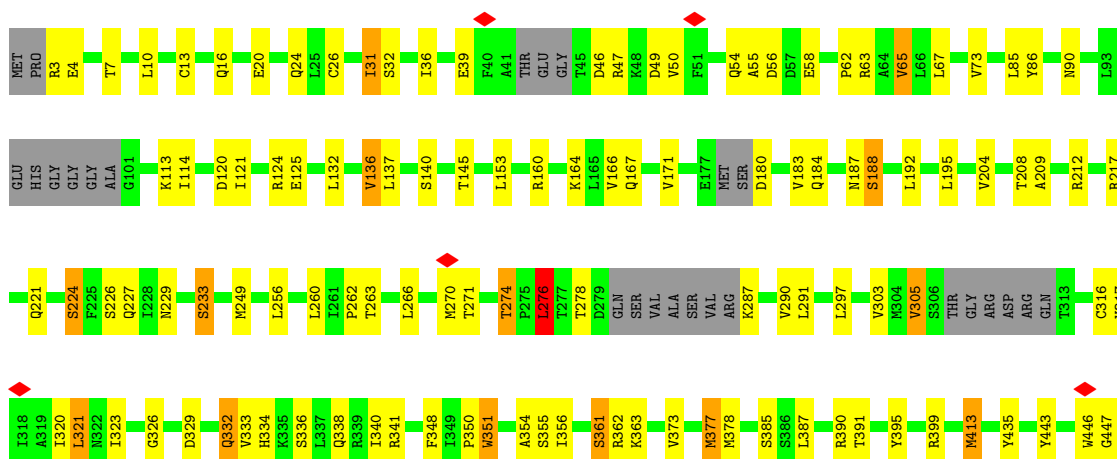 MET PRO R3 E4 T7 L10 C13 Q16 E20 Q24 L25 C26 I31 S32 I36 E39 F40 A41 THR GLU GLY T45 D46 R47 K48 D49 V50 F51 Q54 A55 D56 D57 E58 P62 R63 A64 V65 L66 L67 V73 L85 Y86 N90 L93
GLU HIS GLY GLY GLY ALA G101 K113 I114 D120 I121 R124 E125 L132 V136 L137 S140 T145 L153 R160 K164 L165 V166 Q167 V171 E177 MET SER D180 V183 Q184 N187 S188 L192 L195 V204 T208 A209 R212
Q221 S224 F225 S226 Q227 I228 N229 S233 M249 L256 L260 I261 P262 T263 L266 M270 T271 T274 P275 L276 T277 T278 D279 GLN SER VAL ALA SER VAL ARG K287 V290 L291 L297 V303 M304 V305 S306 THR GLY ARG ASP ARG GLN T313 C316
I318 A319 I320 L321 N322 I323 G326 D329 Q332 V333 H334 K335 S336 L337 Q338 R339 I340 R341 F348 I349 P350 W351 A354 S355 I356 S361 R362 K363 V373 M377 M378 S385 S386 L387 R390 T391 Y395 R399 M413 Y435 Y443 W446 G447